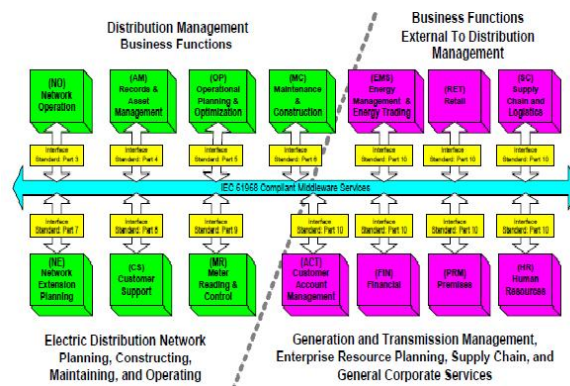 Distribution Management
Business Functions
Business Functions
External To Distribution
Management
(NO)
Network
Operation
(AM)
Records &
Asset
Management
(OP)
Operational
Planning &
Optimization
(MC)
Maintenance
&
Construction
(EMS)
Energy
Management &
Energy Trading
(RET)
Retail
(SC)
Supply
Chain and
Logistics
Interface
Standard: Part 3
Interface
Standard: Part 4
Interface
Standard: Part 5
Interface
Standard: Part 6
Interface
Standard: Part 10
Interface
Standard: Part 10
Interface
Standard: Part 10
IEC 61968 Compliant Middleware Services
Interface
Standard: Part 7
Interface
Standard: Part 8
Interface
Standard: Part 9
Interface
Standard: Part 10
Interface
Standard: Part 10
Interface
Standard: Part 10
Interface
Standard: Part 10
(NE)
Network
Extension
Planning
(CS)
Customer
Support
(MR)
Meter
Reading &
Control
(ACT)
Customer
Account
Management
(FIN)
Financial
(PRM)
Premises
(HR)
Human
Resources
Electric Distribution Network
Planning, Constructing,
Maintaining, and Operating
Generation and Transmission Management,
Enterprise Resource Planning, Supply Chain, and
General Corporate Services